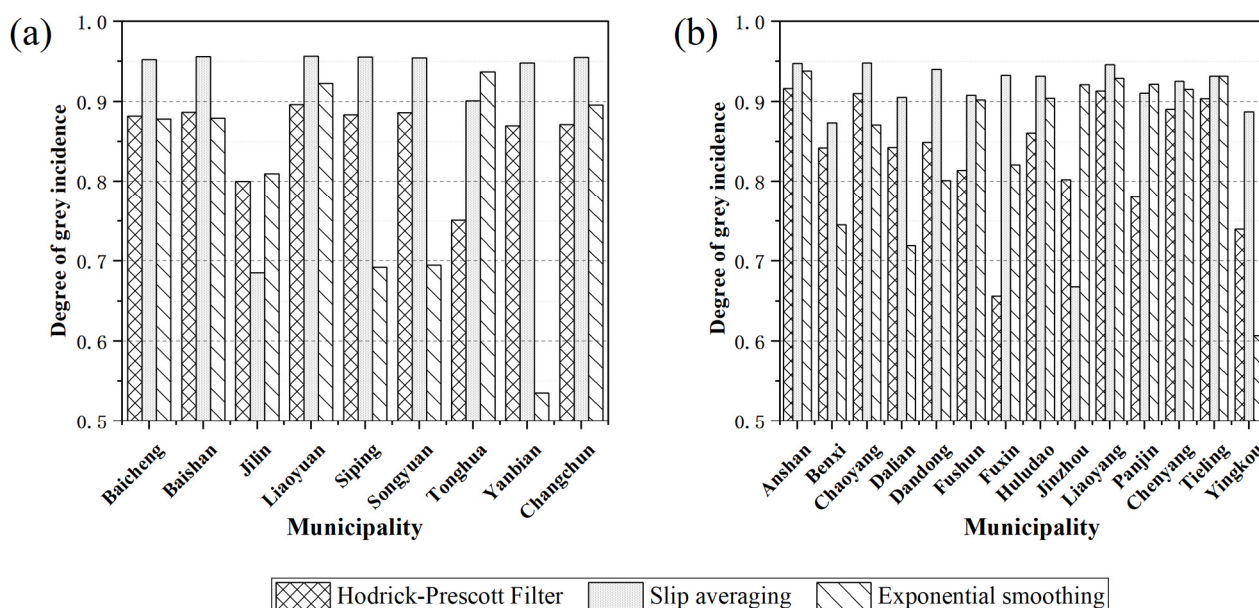 (a)
Degree of grey incidence
1. 0
0. 9
0. 8
0. 7
0. 6
0. 5
Baicheng
Baishan
Jilin
Liaoyuan
Siping
Songyuan
Tonghua
Yanbian
Changchun
Municipality
(b)
Degree of grey incidence
1. 0
0. 9
0. 8
0. 7
0. 6
0. 5
Anshan
Benxi
Chaoyang
Dalian
Dandong
Fushun
Fuxin
Huludao
Jinzhou
Liaoyang
Panjin
Chenyang
Tieling
Yingkou
Municipality
Hodrick-Prescott Filter
Slip averaging
Exponential smoothing